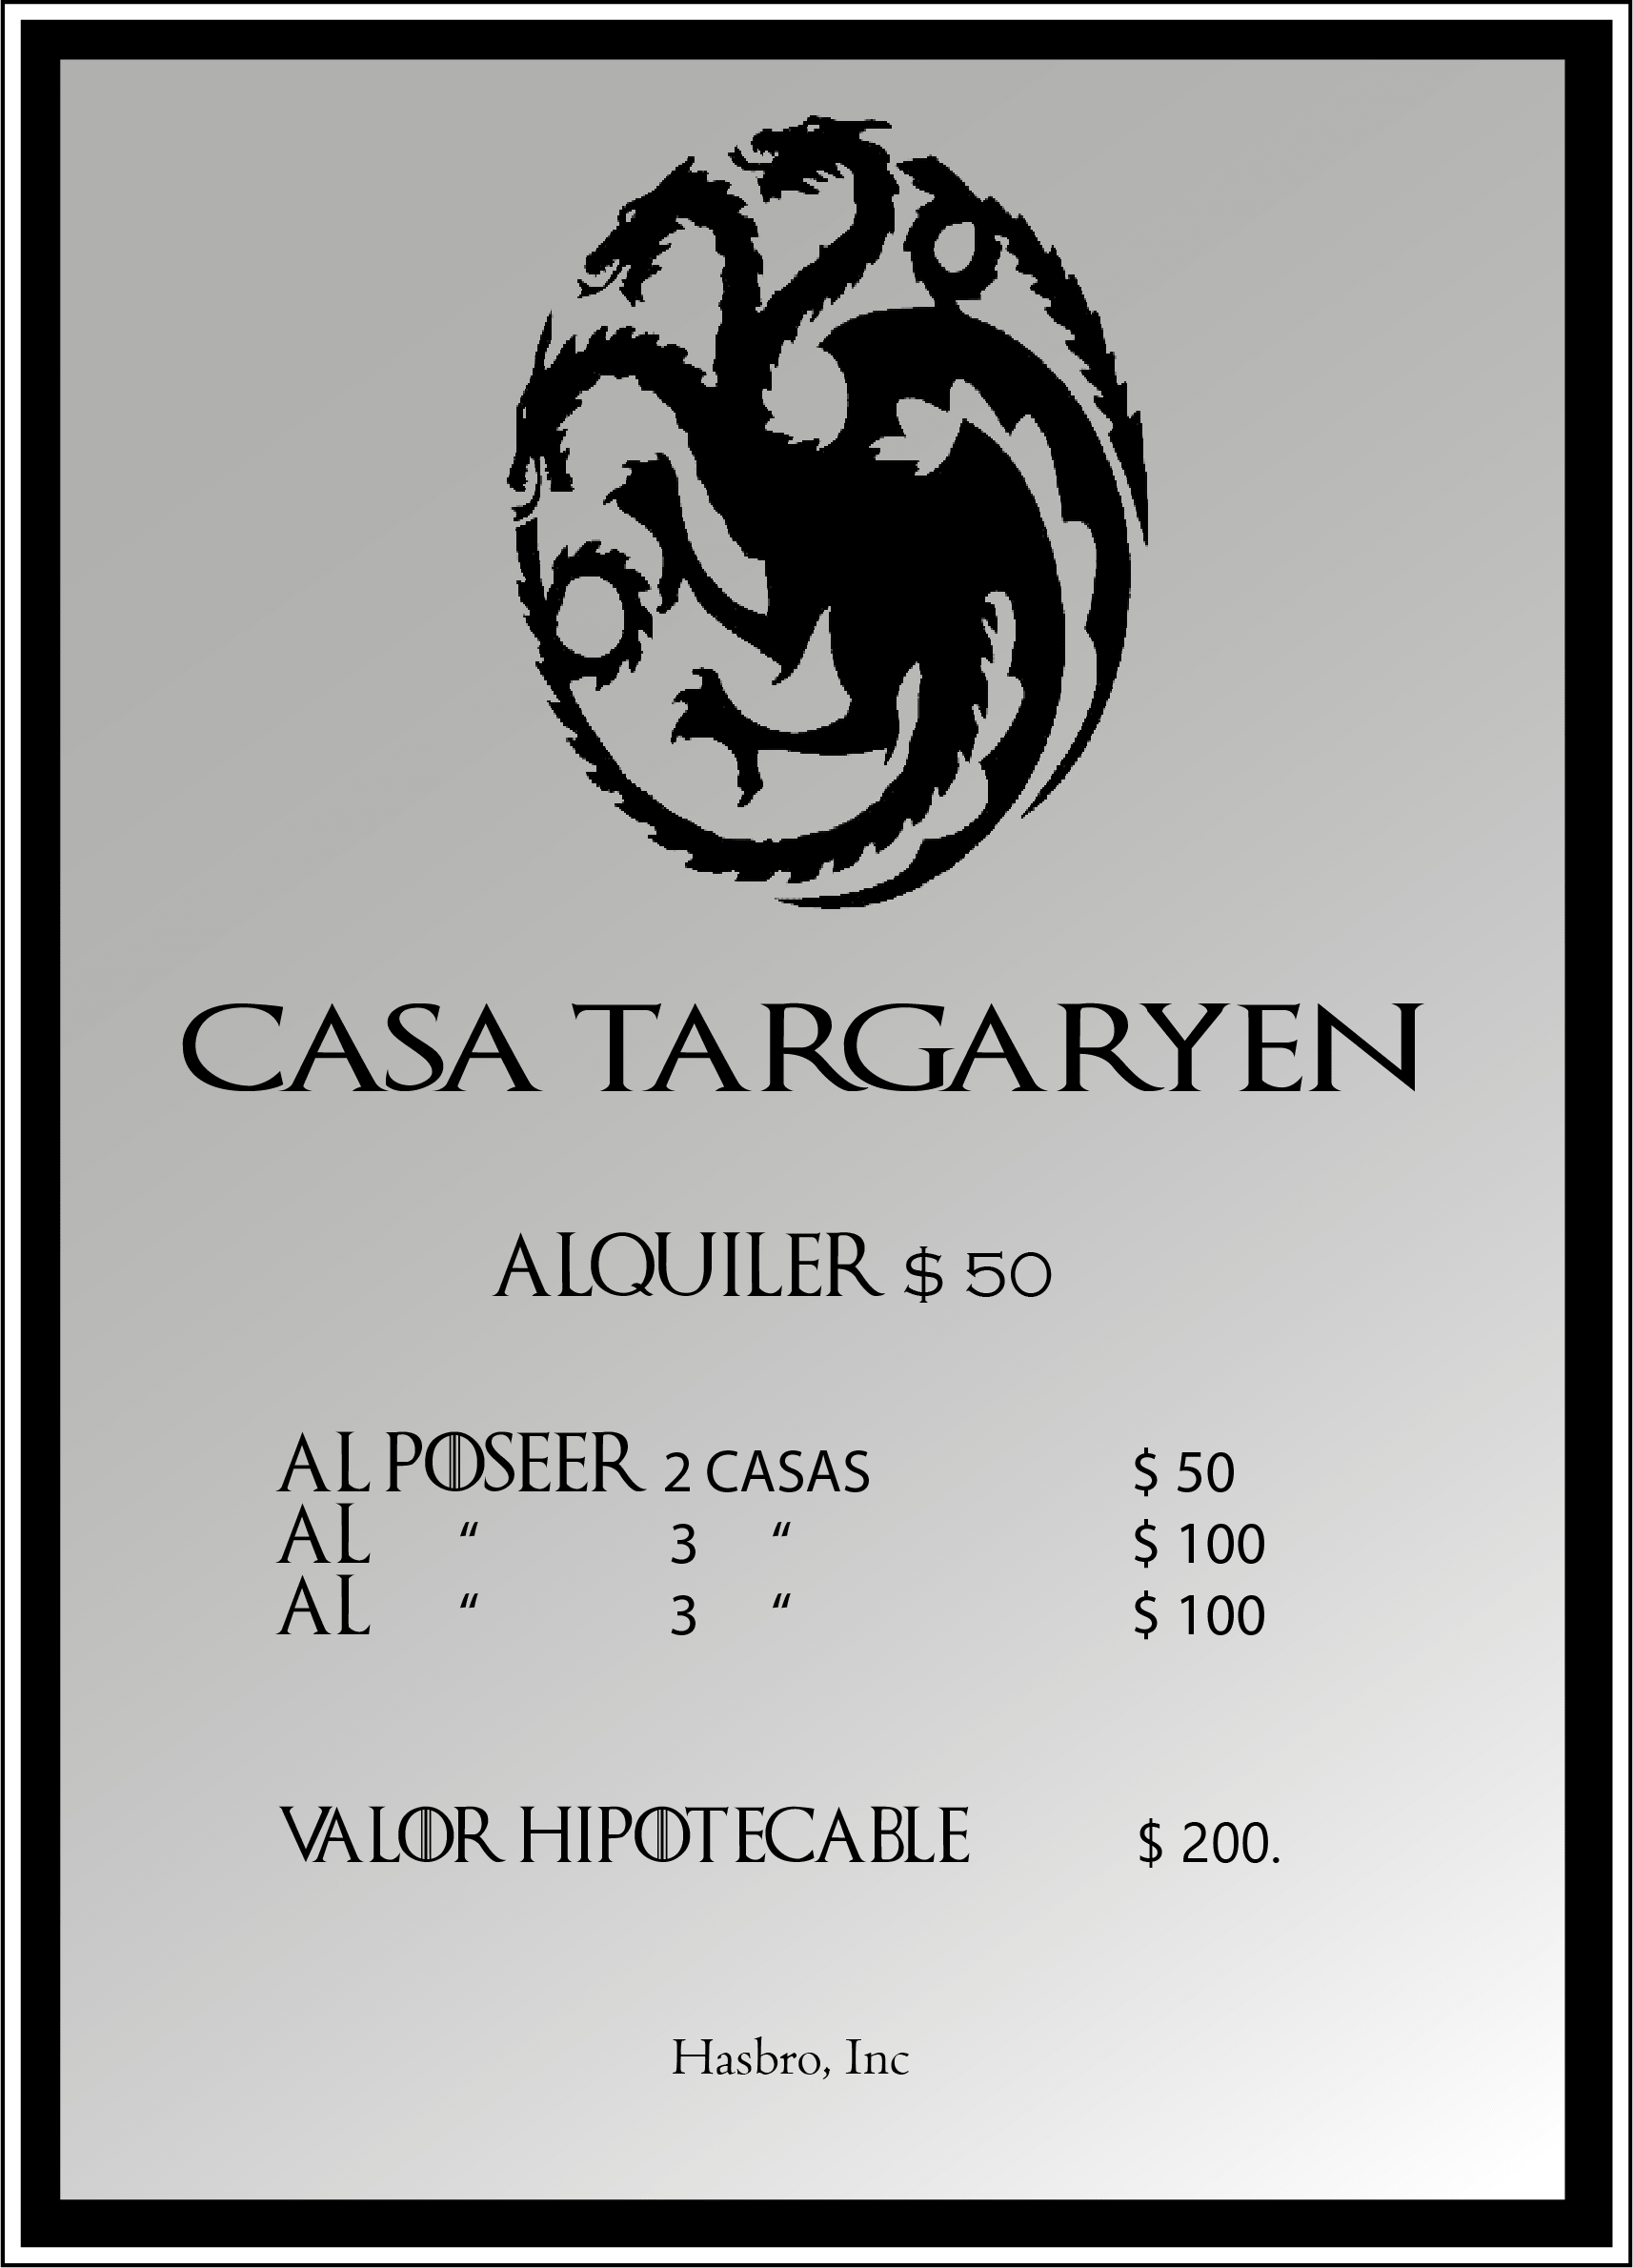 CASA TARGARYEN
ALQUILER $ 50
AL POSEER 2 CASAS $ 50
AL “ 3 “ $ 100
AL “ 3 “ $ 100
VALOR HIPOTECABLE $ 200.
Hasbro, Inc